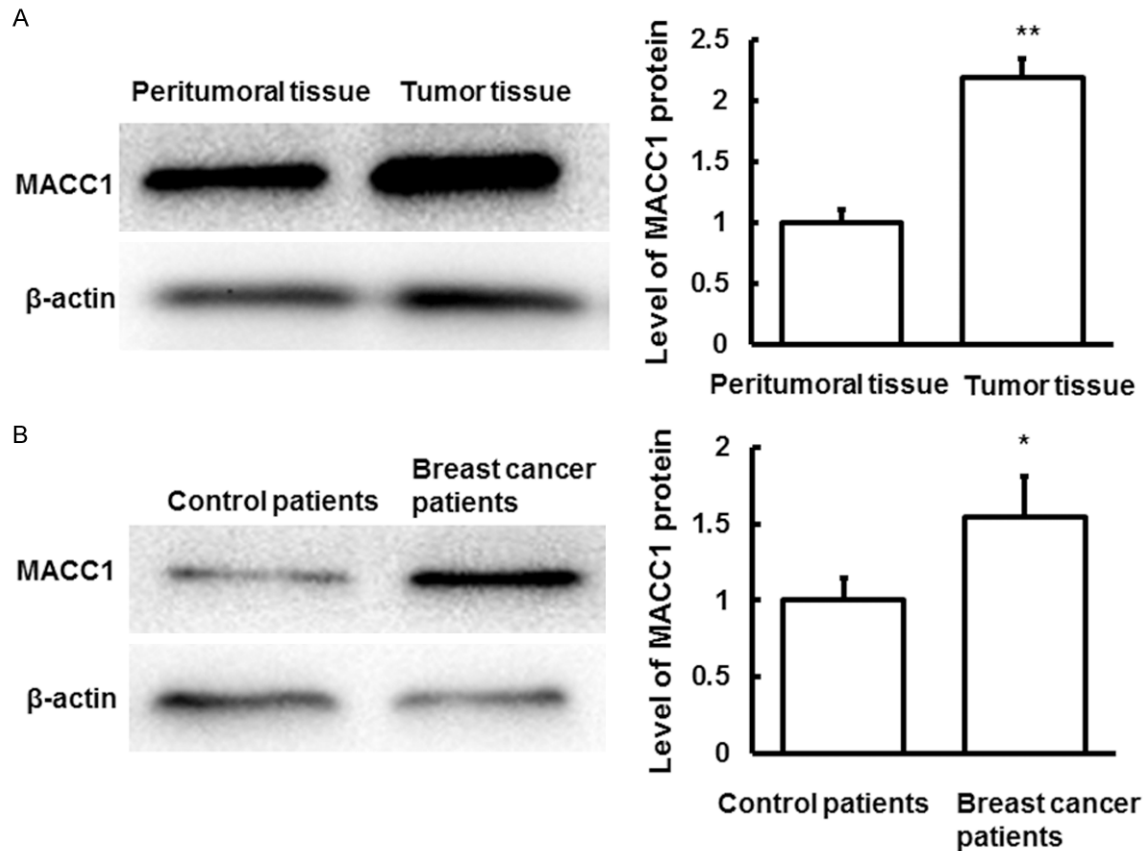 A
Peritumoral tissue Tumor tissue
MACC1
β-actin
Level of MACC1 protein
2.5
2
1.5
1
0.5
0
**
Peritumoral tissue Tumor tissue
B
Control patients
Breast cancer
patients
MACC1
β-actin
Level of MACC1 protein
2
1.5
1
0.5
0
*
Control patients
Breast cancer
patients